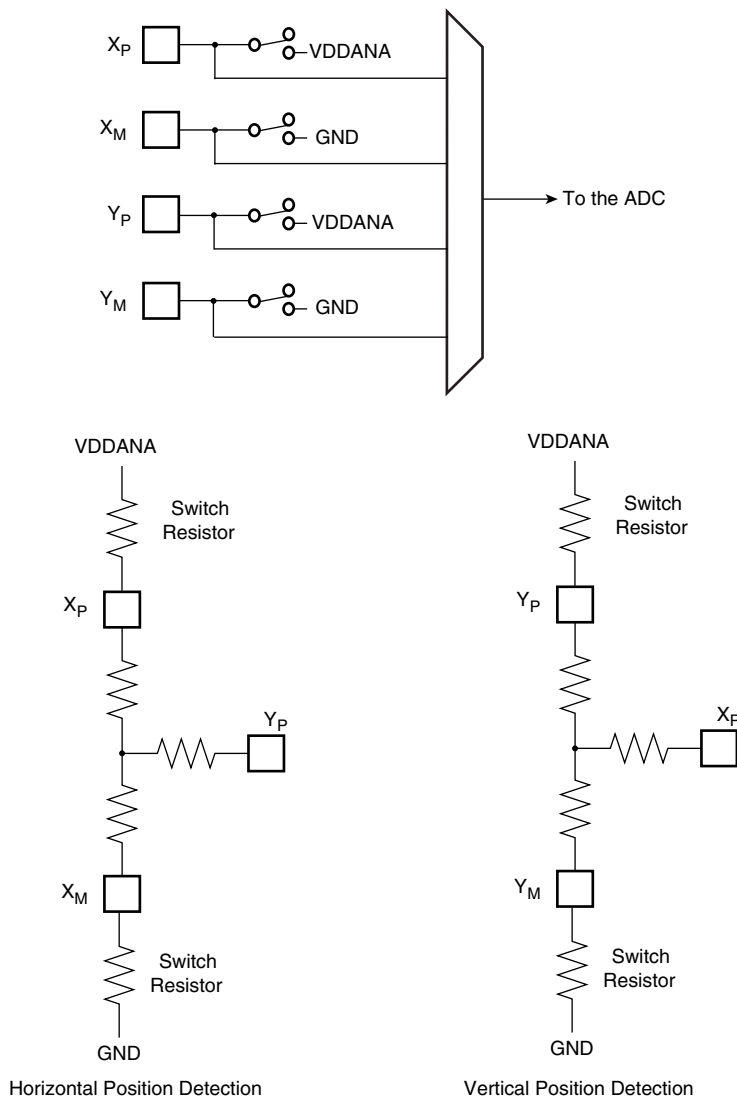 XP
VDDANA
XM
GND
YP
VDDANA
YM
GND
To the ADC
VDDANA
Switch
Resistor
XP
YP
XM
Switch
Resistor
GND
Horizontal Position Detection
VDDANA
Switch
Resistor
YP
XP
YM
Switch
Resistor
GND
Vertical Position Detection